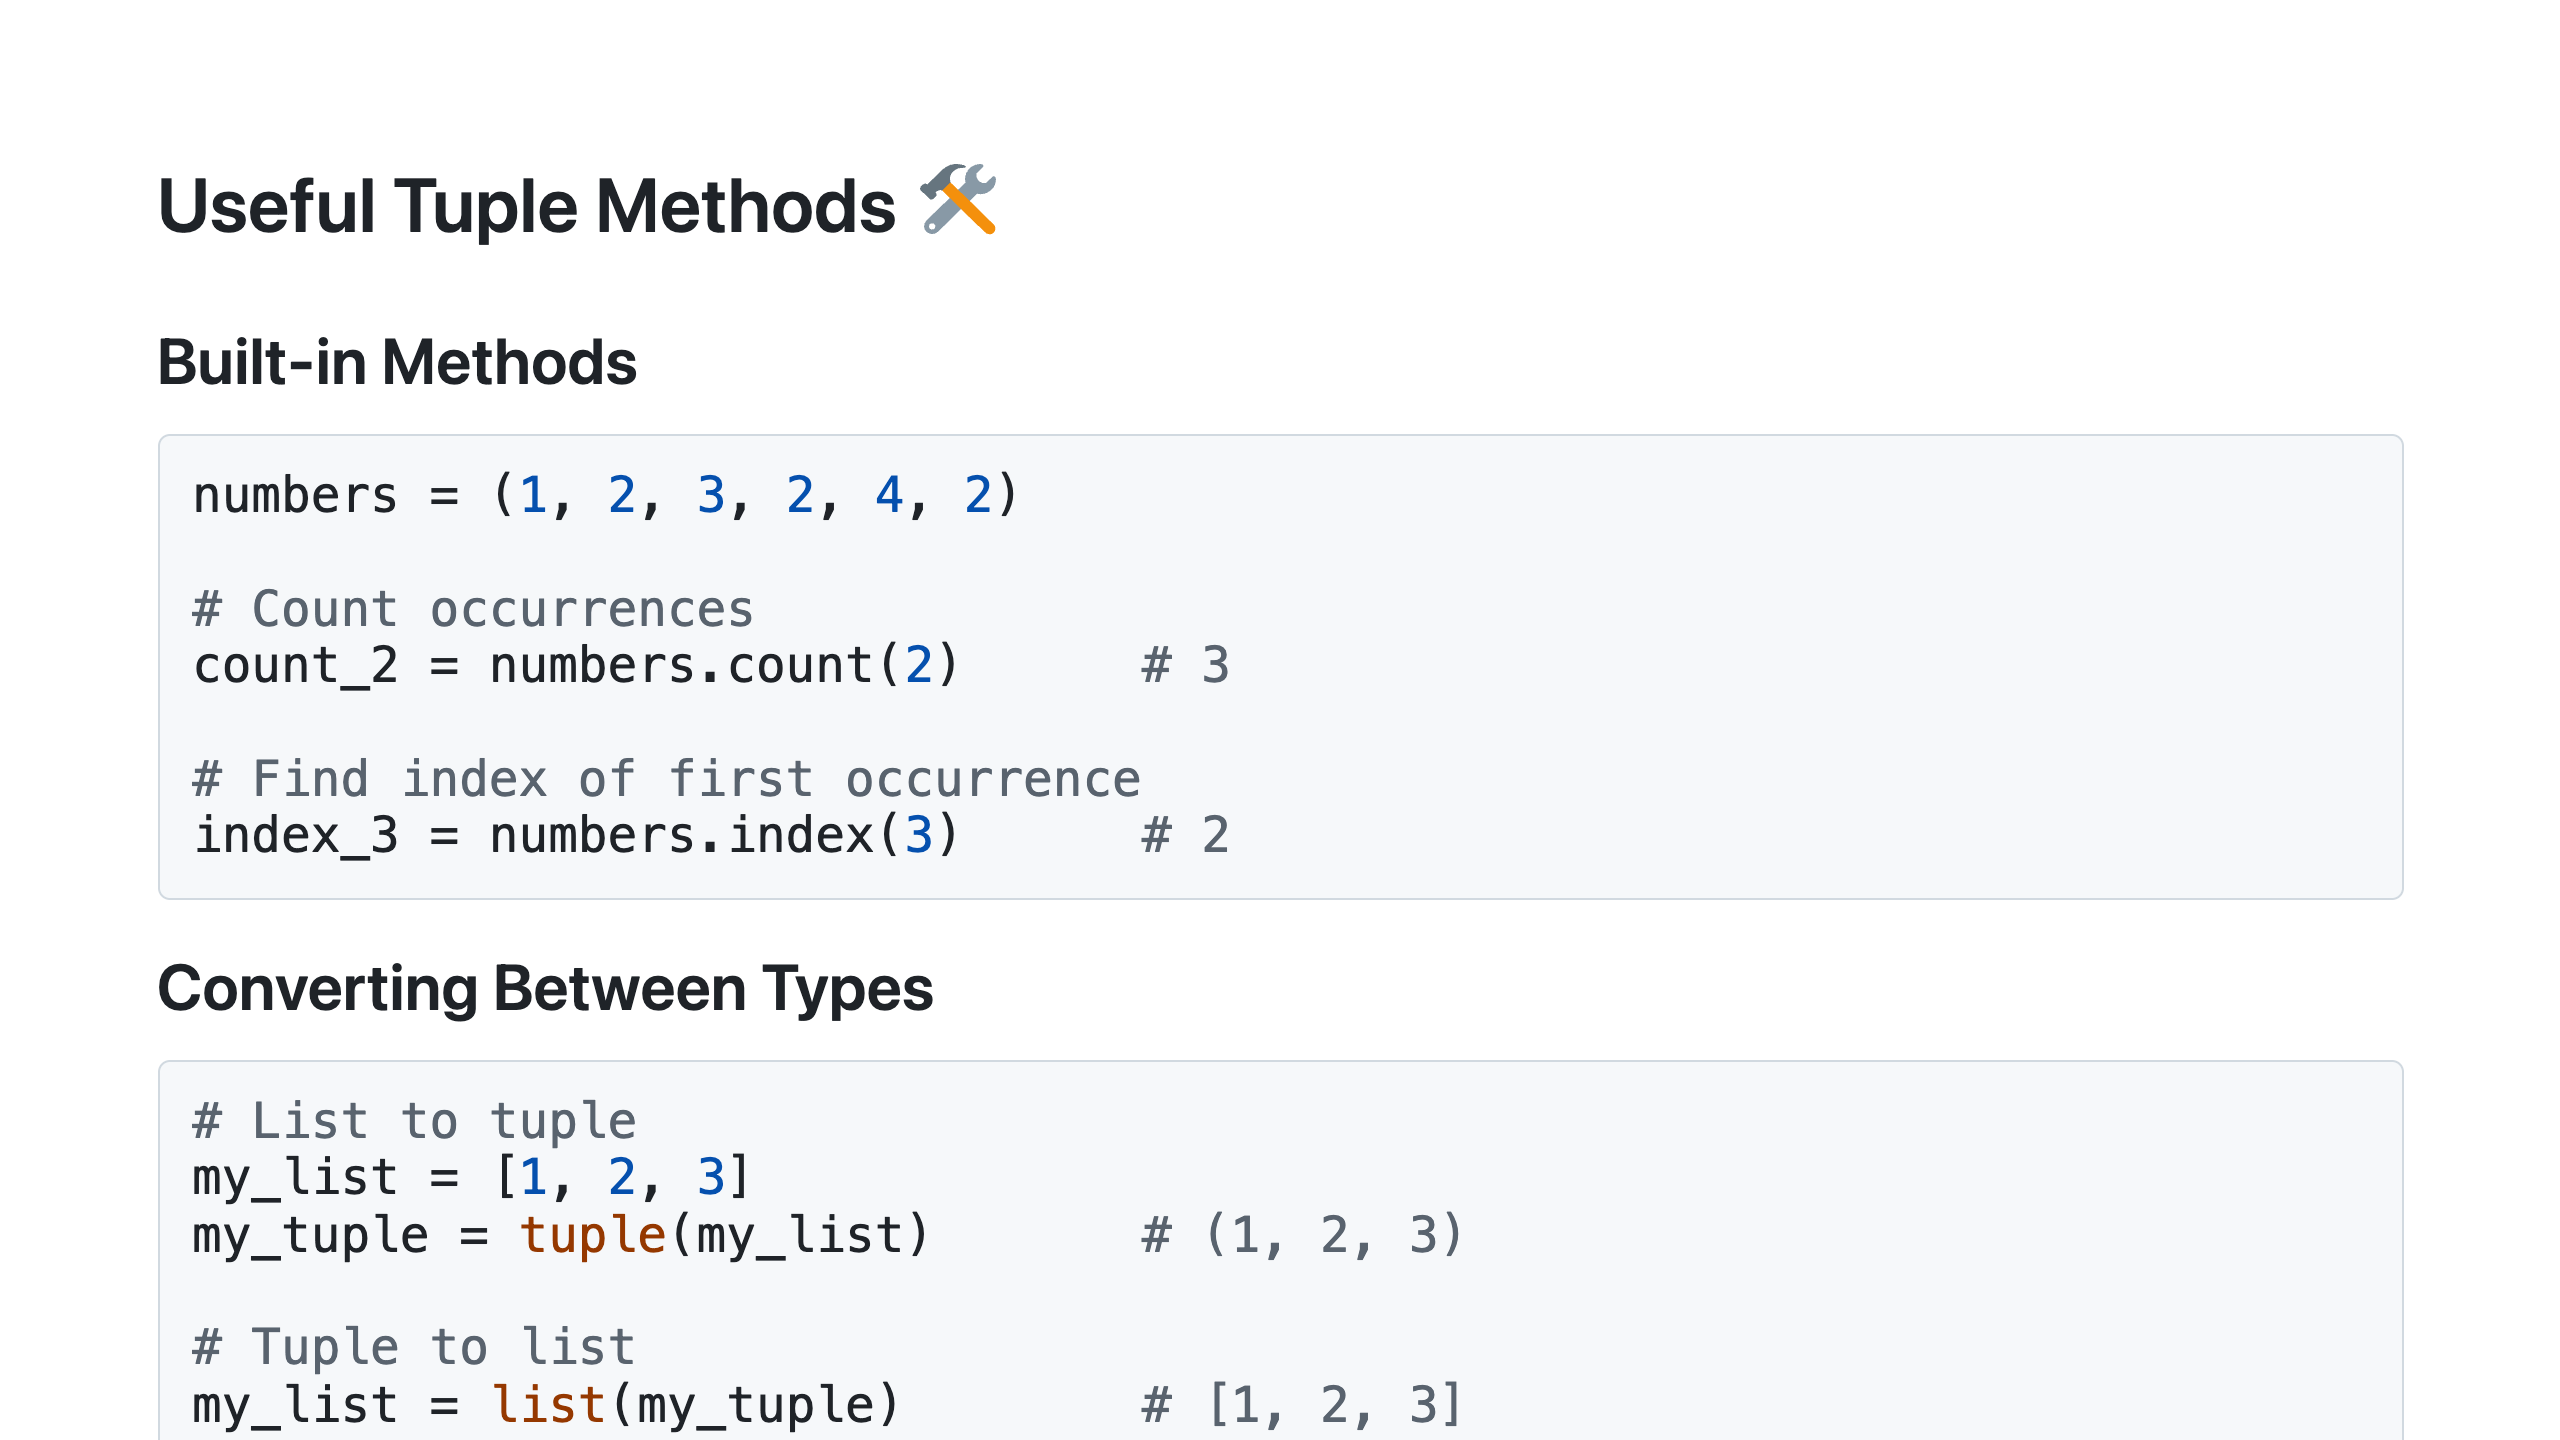 Useful Tuple Methods 🛠️
Built-in Methods
numbers = (1, 2, 3, 2, 4, 2)
# Count occurrences
count_2 = numbers.count(2)      # 3
# Find index of first occurrence
index_3 = numbers.index(3)      # 2
Converting Between Types
# List to tuple
my_list = [1, 2, 3]
my_tuple = tuple(my_list)       # (1, 2, 3)
# Tuple to list
my_list = list(my_tuple)        # [1, 2, 3]